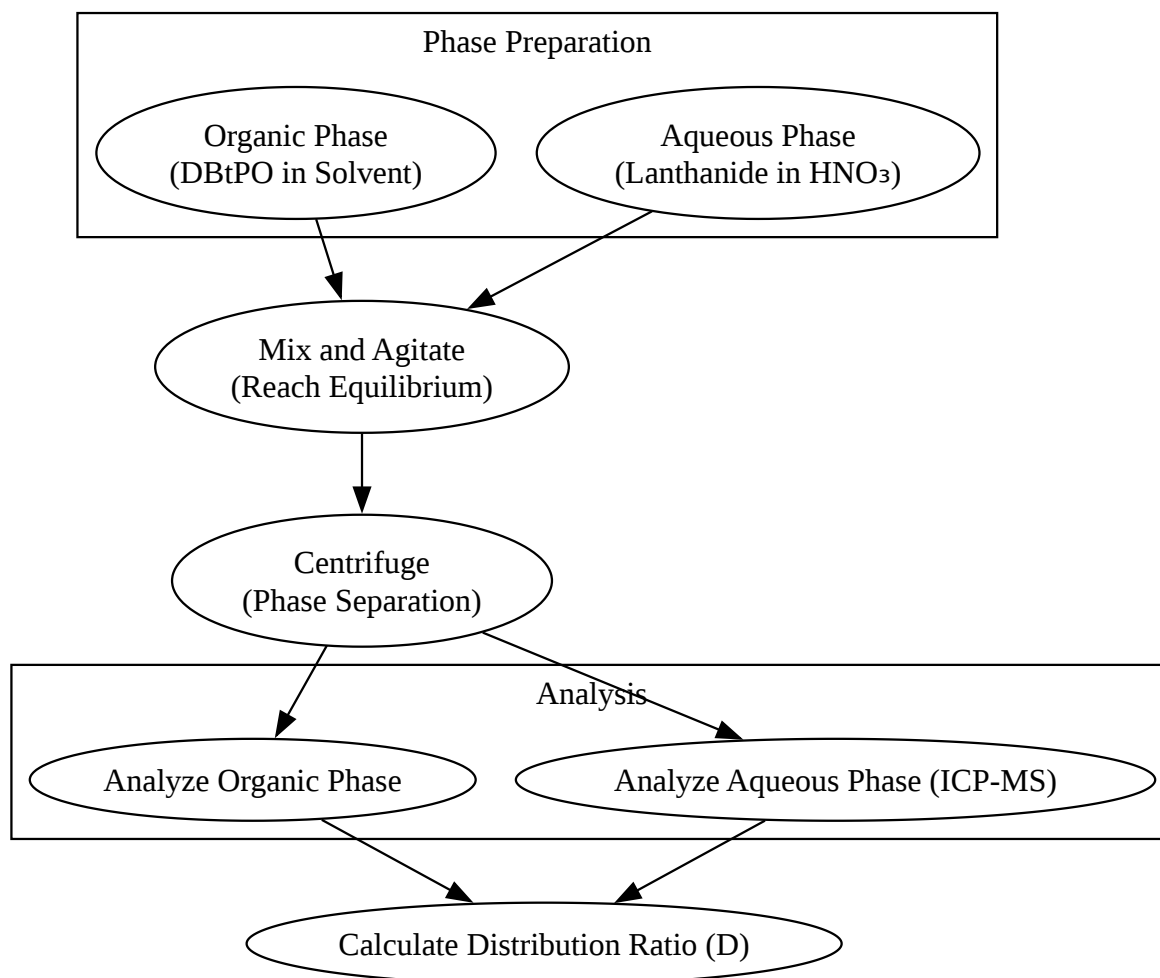 Phase Preparation
Organic Phase
(DBtPO in Solvent)
Aqueous Phase
(Lanthanide in HNO₃)
Mix and Agitate
(Reach Equilibrium)
Centrifuge
(Phase Separation)
Analysis
Analyze Organic Phase
Analyze Aqueous Phase (ICP-MS)
Calculate Distribution Ratio (D)